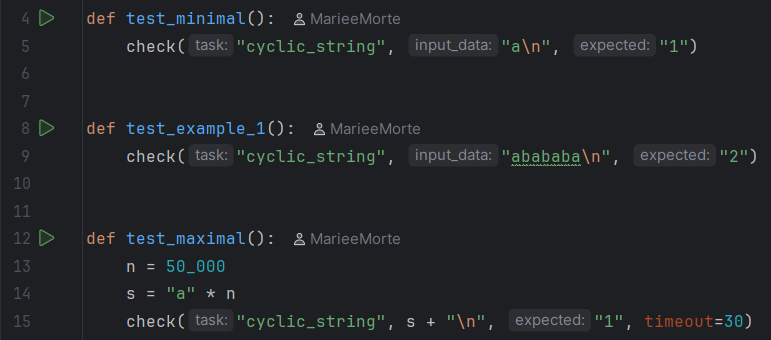 4 def test_minimal(): MarieeMorte
5 check( task: "cyclic_string", input_data: "a\n", expected: "1")
6
7
8 def test_example_1(): MarieeMorte
9 check( task: "cyclic_string", input_data: "abababa\n", expected: "2")
10
11
12 def test_maximal(): MarieeMorte
13 n = 50_000
14 s = "a" * n
15 check( task: "cyclic_string", s + "\n", expected: "1", timeout=30)